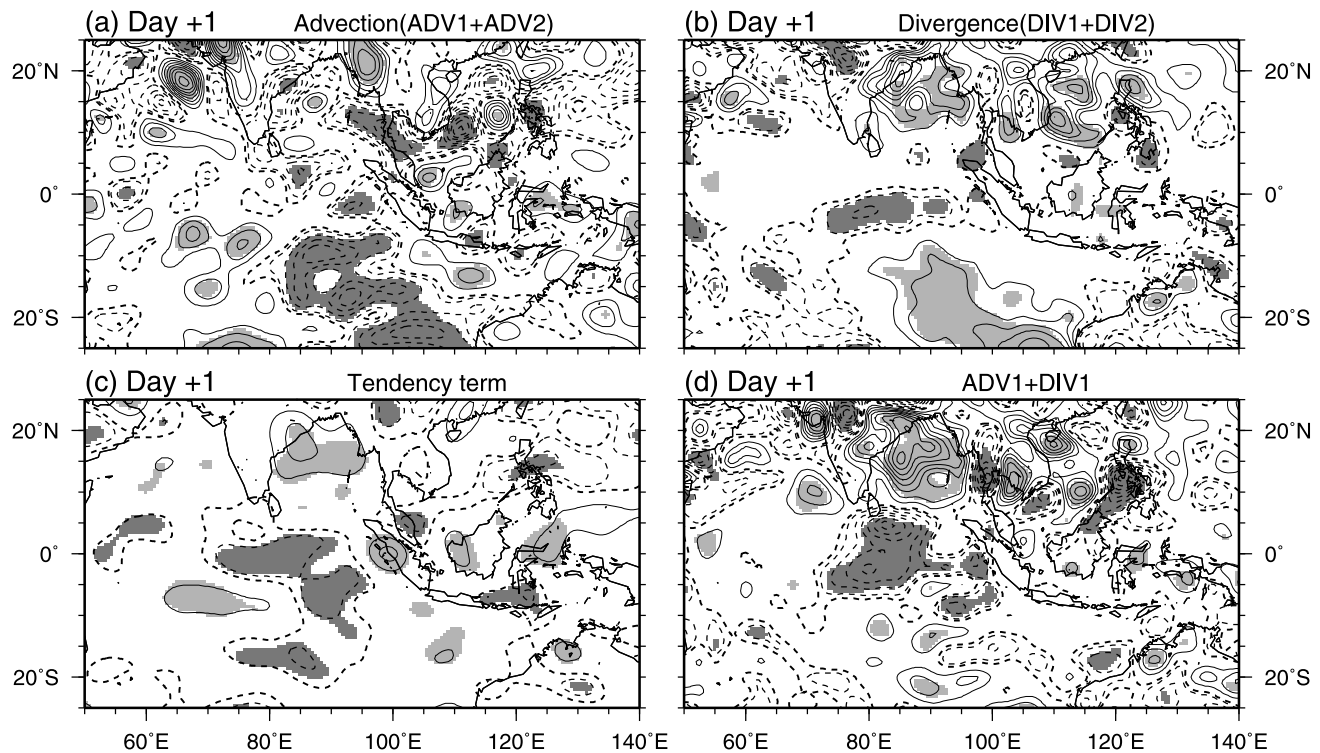 (a) Day +1 Advection(ADV1+ADV2) (b) Day +1 Divergence(DIV1+DIV2)
20°N 20°N
0° 0°
20°S 20°S
(c) Day +1 Tendency term (d) Day +1 ADV1+DIV1
20°N 20°N
0° 0°
20°S 20°S
60°E 80°E 100°E 120°E 140°E 60°E 80°E 100°E 120°E 140°E